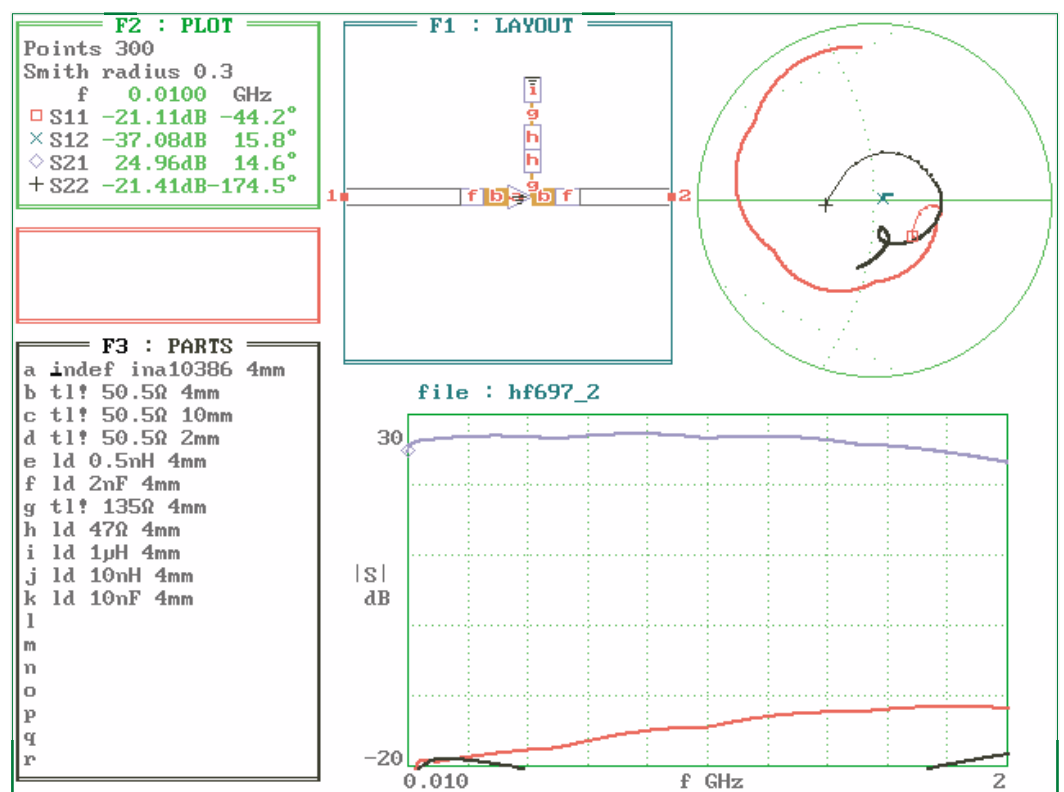 F2 : PLOT
Points 300
Smith radius 0.3
f 0.0100 GHz
S11 -21.11dB -44.2°
S12 -37.08dB 15.8°
S21 24.96dB 14.6°
S22 -21.41dB-174.5°
F1 : LAYOUT
i
g
h
h
g
1 f b a b f 2
F3 : PARTS
a indef ina10386 4mm
b tl! 50.5Ω 4mm
c tl! 50.5Ω 10mm
d tl! 50.5Ω 2mm
e ld 0.5nH 4mm
f ld 2nF 4mm
g tl! 135Ω 4mm
h ld 47Ω 4mm
i ld 1µH 4mm
j ld 10nH 4mm
k ld 10nF 4mm
l
m
n
o
p
q
r
file : hf697_2
30
|S|
dB
-20
0.010 f GHz 2